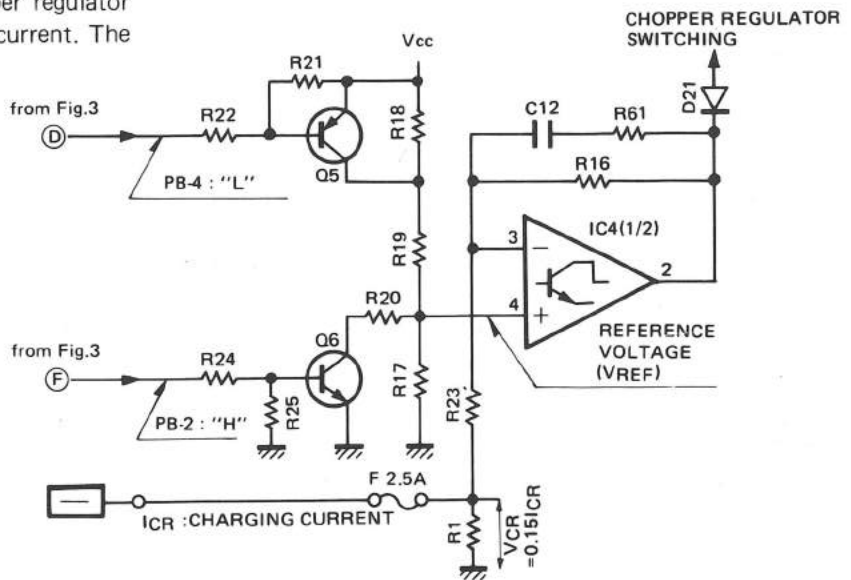 per regulator
current. The
CHOPPER REGULATOR
SWITCHING
Vcc
R21
from Fig.3
D
R22
R18
C12
R61
D21
PB-4 : "L"
Q5
R16
IC4(1/2)
3
−
2
R19
R20
4
+
from Fig.3
F
R24
Q6
R17
REFERENCE
VOLTAGE
(VREF)
PB-2 : "H"
R25
R23
−
F 2.5A
ICR : CHARGING CURRENT
R1
VCR
=0.15ICR